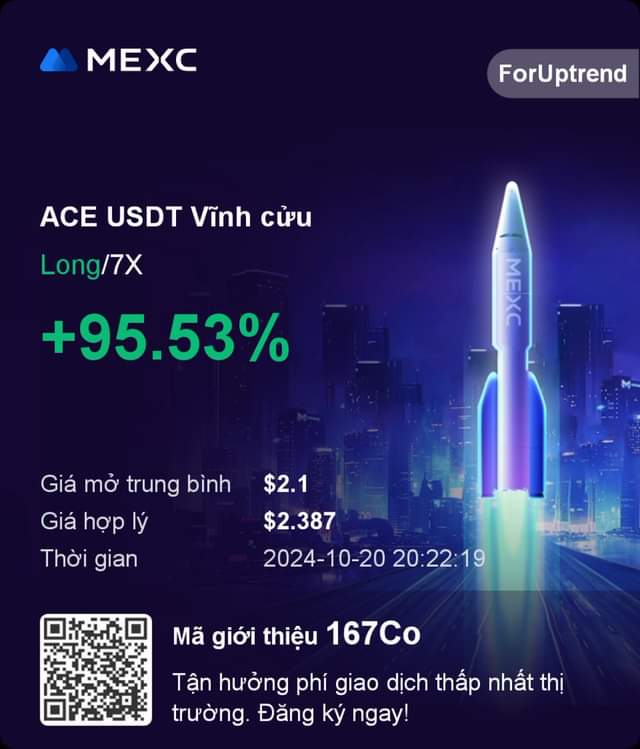 MEXC
ForUptrend
ACE USDT Vĩnh cửu
Long/7X
+95.53%
MEXC
Giá mở trung bình $2.1
Giá hợp lý $2.387
Thời gian 2024-10-20 20:22:19
Mã giới thiệu 167Co
Tận hưởng phí giao dịch thấp nhất thị
trường. Đăng ký ngay!